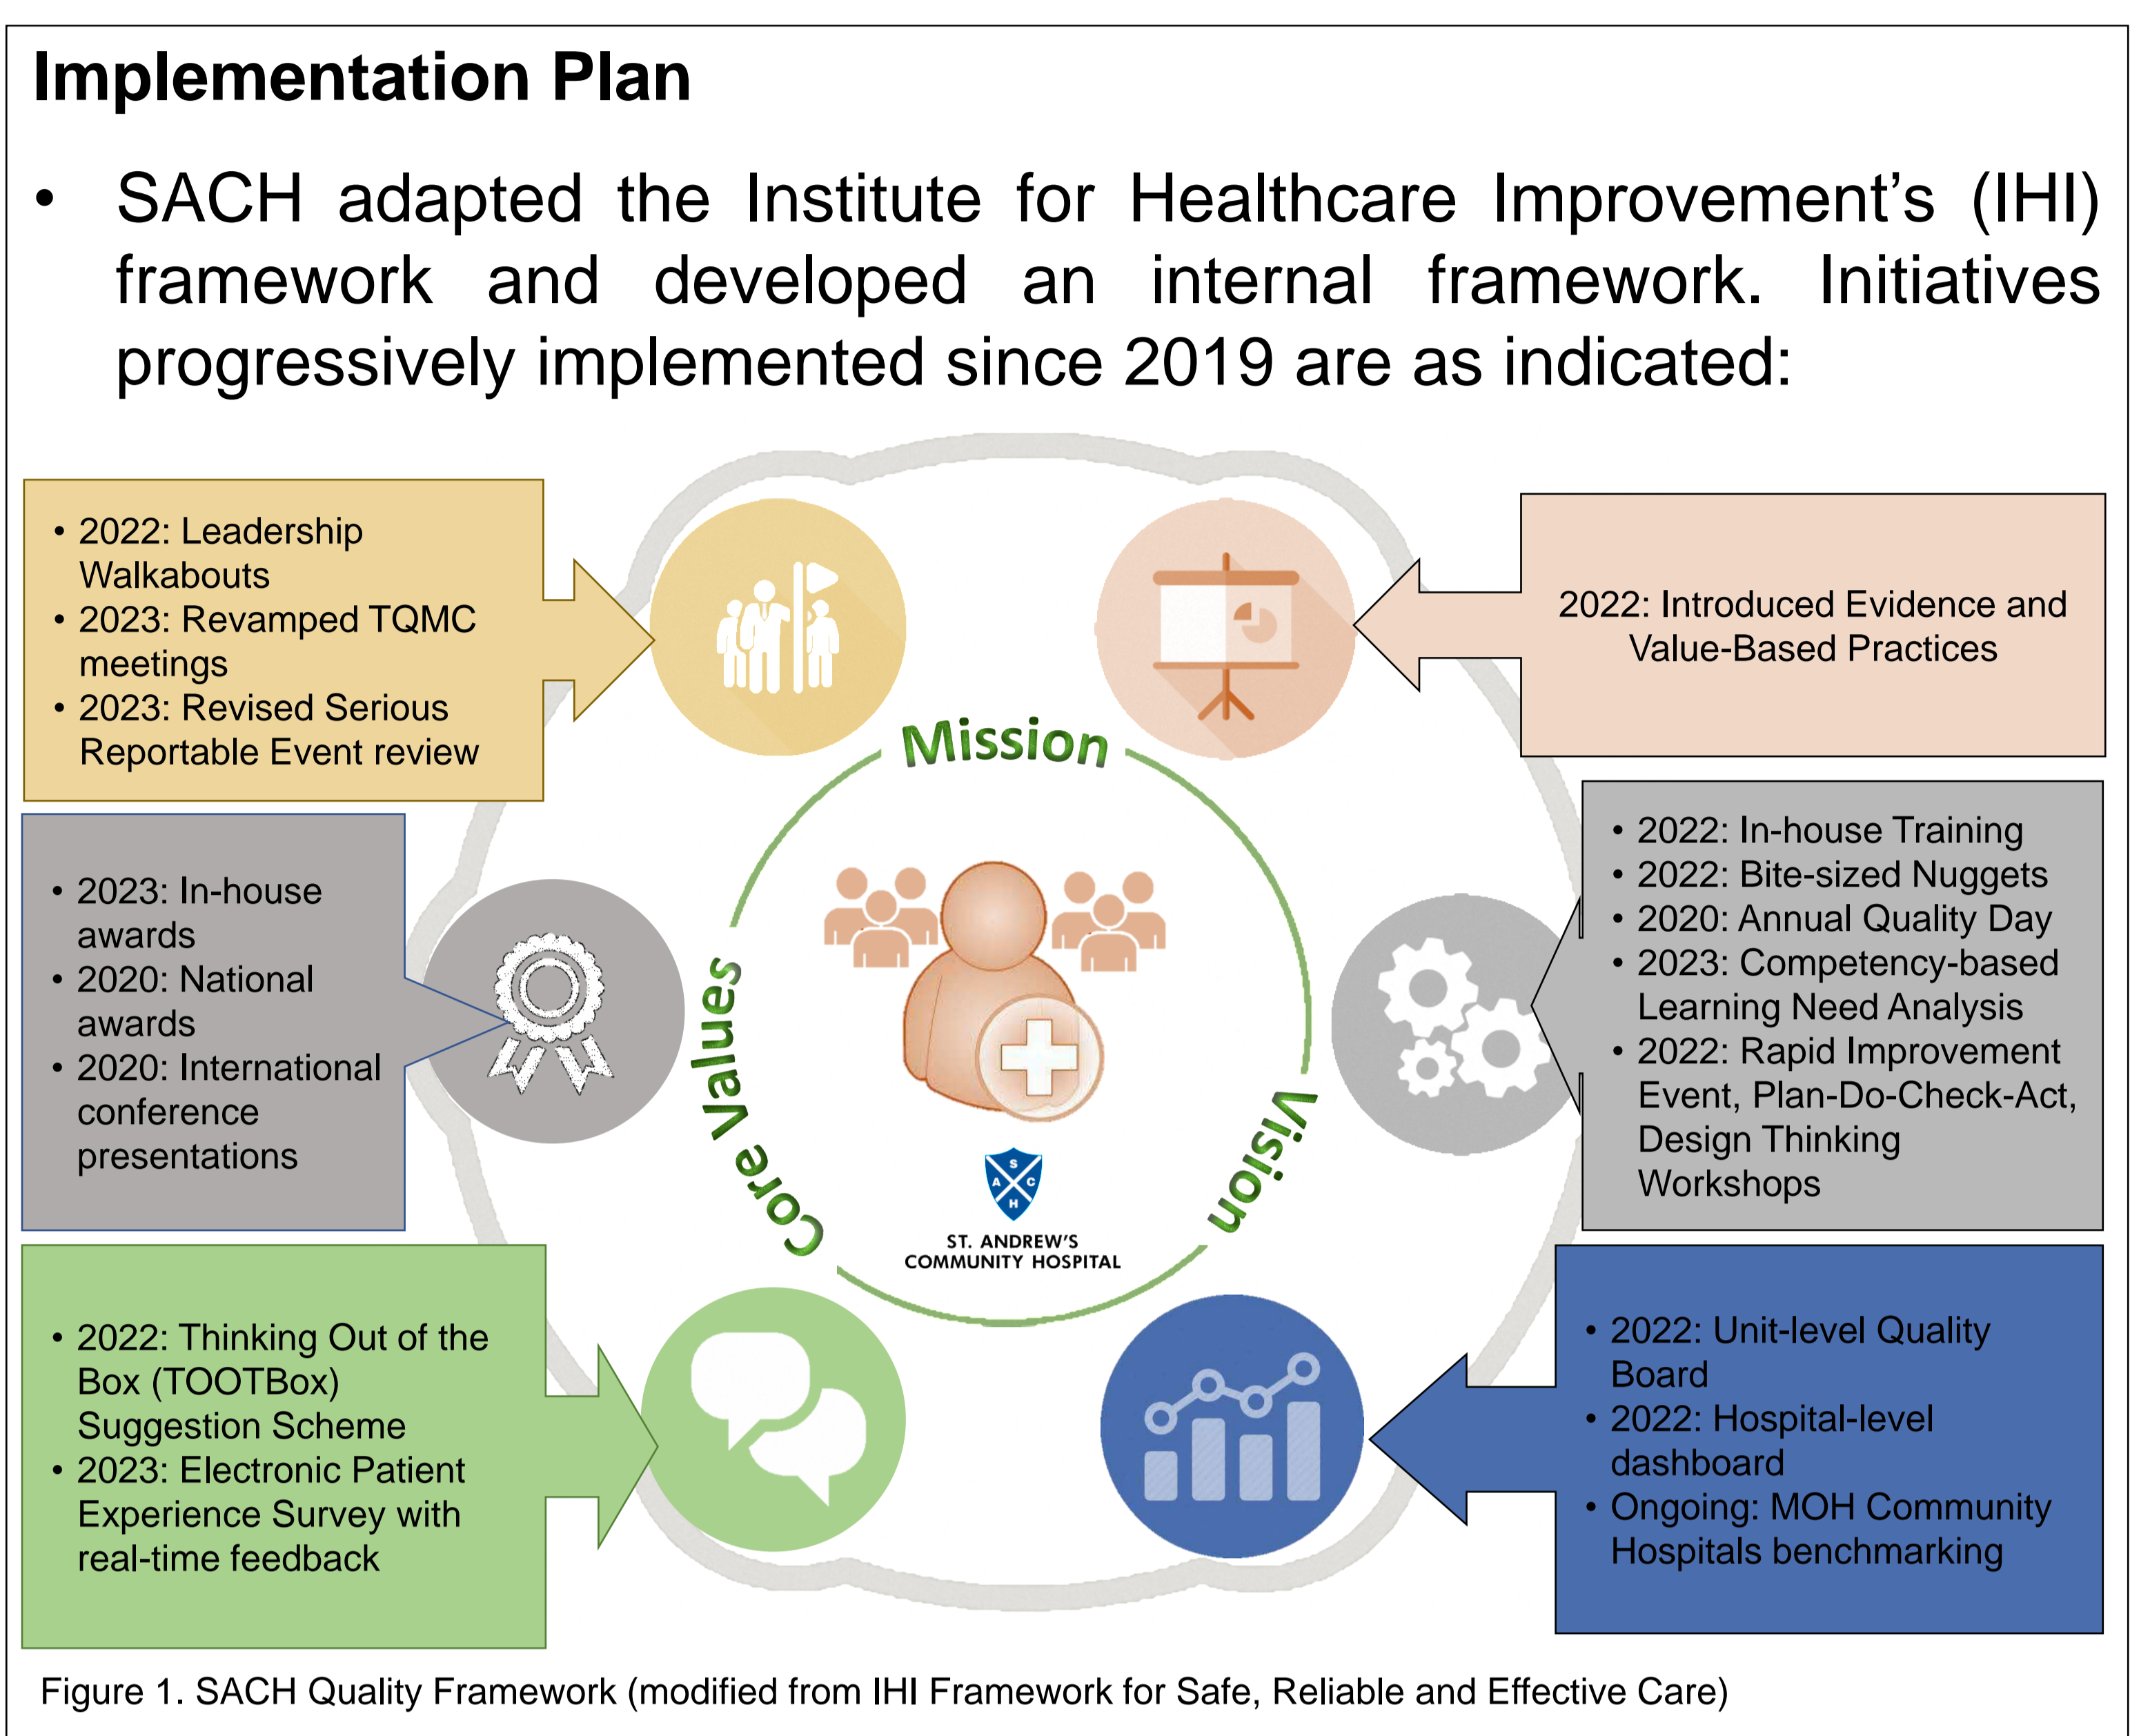 Implementation Plan
• SACH adapted the Institute for Healthcare Improvement’s (IHI)
framework and developed an internal framework. Initiatives
progressively implemented since 2019 are as indicated:
• 2022: Leadership
Walkabouts
• 2023: Revamped TQMC
meetings
• 2023: Revised Serious
Reportable Event review
2022: Introduced Evidence and
Value-Based Practices
• 2023: In-house
awards
• 2020: National
awards
• 2020: International
conference
presentations
Mission
Core Values
Vision
S
A C
H
ST. ANDREW'S
COMMUNITY HOSPITAL
• 2022: In-house Training
• 2022: Bite-sized Nuggets
• 2020: Annual Quality Day
• 2023: Competency-based
Learning Need Analysis
• 2022: Rapid Improvement
Event, Plan-Do-Check-Act,
Design Thinking
Workshops
• 2022: Thinking Out of the
Box (TOOTBox)
Suggestion Scheme
• 2023: Electronic Patient
Experience Survey with
real-time feedback
• 2022: Unit-level Quality
Board
• 2022: Hospital-level
dashboard
• Ongoing: MOH Community
Hospitals benchmarking
Figure 1. SACH Quality Framework (modified from IHI Framework for Safe, Reliable and Effective Care)